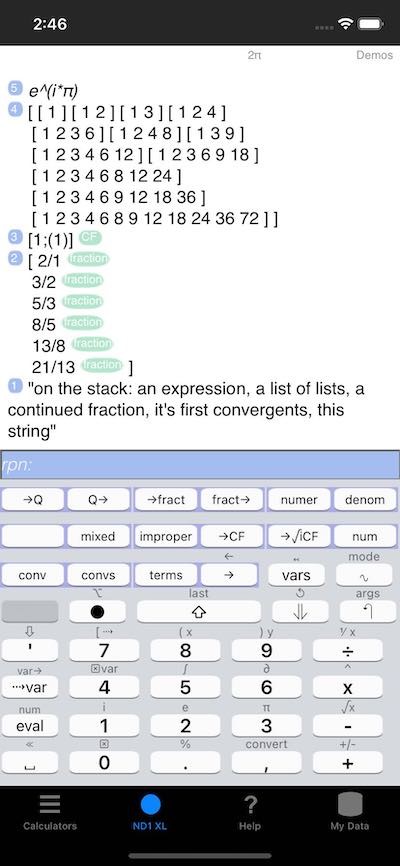 2:46
2π Demos
5 e^(i*π)
4 [ [ 1 ] [ 1 2 ] [ 1 3 ] [ 1 2 4 ]
[ 1 2 3 6 ] [ 1 2 4 8 ] [ 1 3 9 ]
[ 1 2 3 4 6 12 ] [ 1 2 3 6 9 18 ]
[ 1 2 3 4 6 8 12 24 ]
[ 1 2 3 4 6 9 12 18 36 ]
[ 1 2 3 4 6 8 9 12 18 24 36 72 ] ]
3 [1;(1)] CF
2 [ 2/1 fraction
3/2 fraction
5/3 fraction
8/5 fraction
13/8 fraction
21/13 fraction ]
1 "on the stack: an expression, a list of lists, a
continued fraction, it's first convergents, this
string"
rpn:
→Q Q→ →fract fract→ numer denom
mixed improper →CF →√iCF num
← “ mode
conv convs terms → vars ∿
⌥ last ↺ args
● ⇧ ⥯ ↰
⇩ [ ⤑ ( x ) y ¹⁄ x
' 7 8 9 ÷
var→ ⌧var ∫ ∂ ^
⤑var 4 5 6 x
num i e π √x
eval 1 2 3 -
« ⌧ % convert +/-
⎵ 0 . , +
Calculators ND1 XL Help My Data